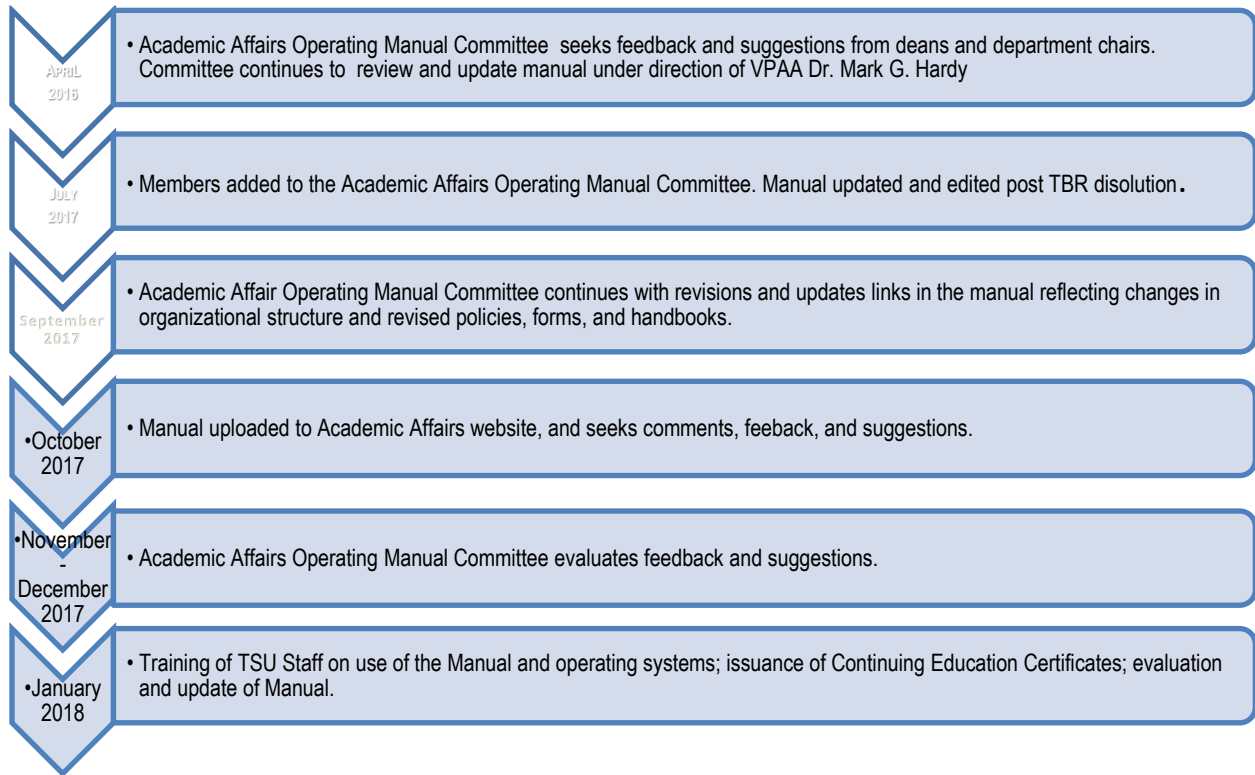 APRIL
2016
• Academic Affairs Operating Manual Committee  seeks feedback and suggestions from deans and department chairs.
Committee continues to  review and update manual under direction of VPAA Dr. Mark G. Hardy
JULY
2017
• Members added to the Academic Affairs Operating Manual Committee. Manual updated and edited post TBR disolution.
September
2017
• Academic Affair Operating Manual Committee continues with revisions and updates links in the manual reflecting changes in
organizational structure and revised policies, forms, and handbooks.
•October
2017
• Manual uploaded to Academic Affairs website, and seeks comments, feeback, and suggestions.
•November
-
December
2017
• Academic Affairs Operating Manual Committee evaluates feedback and suggestions.
•January
2018
• Training of TSU Staff on use of the Manual and operating systems; issuance of Continuing Education Certificates; evaluation
and update of Manual.